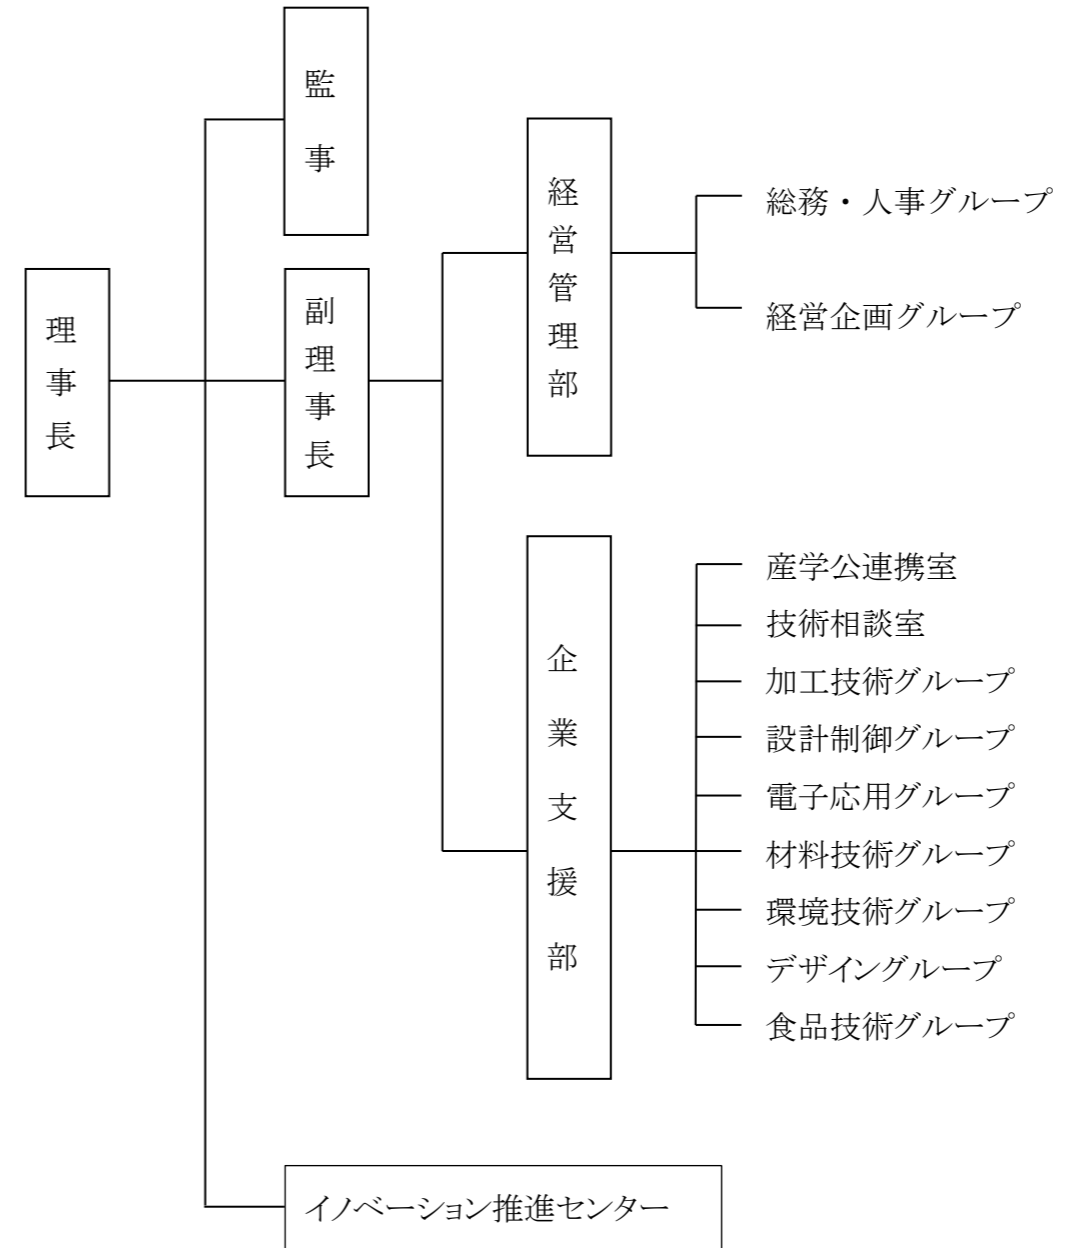 理事長
監事
副理事長
経営管理部
総務・人事グループ
経営企画グループ
企業支援部
産学公連携室
技術相談室
加工技術グループ
設計制御グループ
電子応用グループ
材料技術グループ
環境技術グループ
デザイングループ
食品技術グループ
イノベーション推進センター